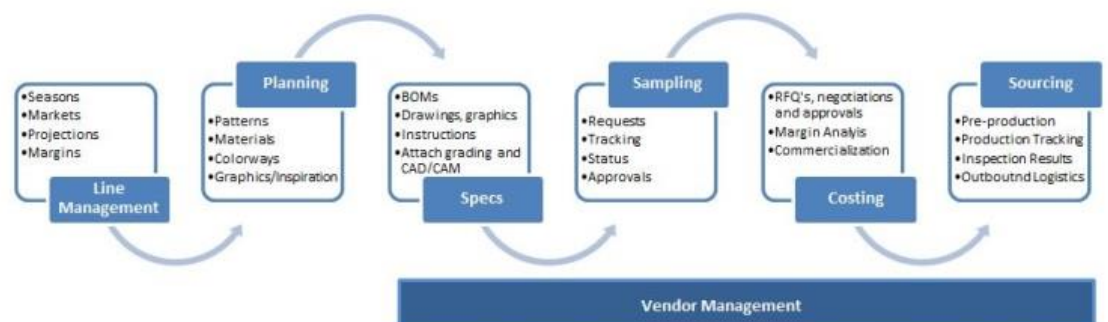 •Seasons
•Markets
•Projections
•Margins
Line
Management
Planning
•Patterns
•Materials
•Colorways
•Graphics/Inspiration
•BOMs
•Drawings, graphics
•Instructions
•Attach grading and
CAD/CAM
Specs
Sampling
•Requests
•Tracking
•Status
•Approvals
•RFQ's, negotiations
and approvals
•Margin Analyis
•Commercialization
Costing
Sourcing
•Pre-production
•Production Tracking
•Inspection Results
•Outboutnd Logistics
Vendor Management